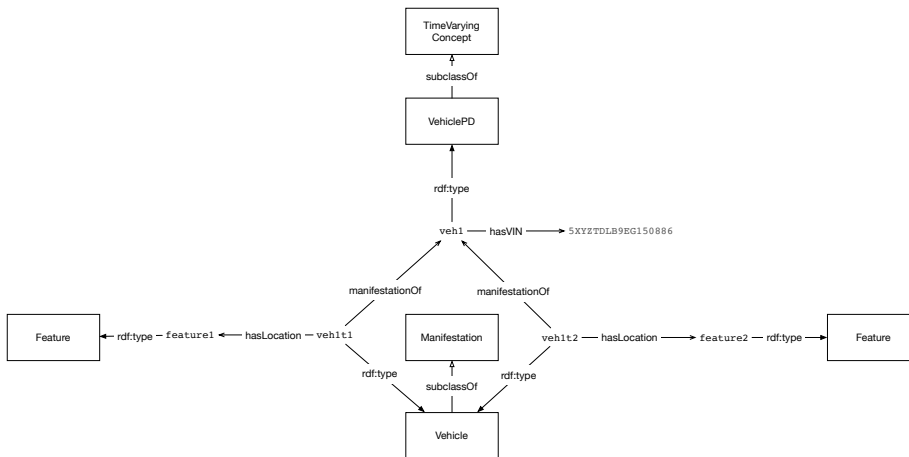 TimeVarying
Concept
subclassOf
VehiclePD
rdf:type
veh1 hasVIN 5XYZTDLB9EG150886
manifestationOf manifestationOf
Feature rdf:type feature1 hasLocation veh1t1 Manifestation veh1t2 hasLocation feature2 rdf:type Feature
rdf:type subclassOf rdf:type
Vehicle